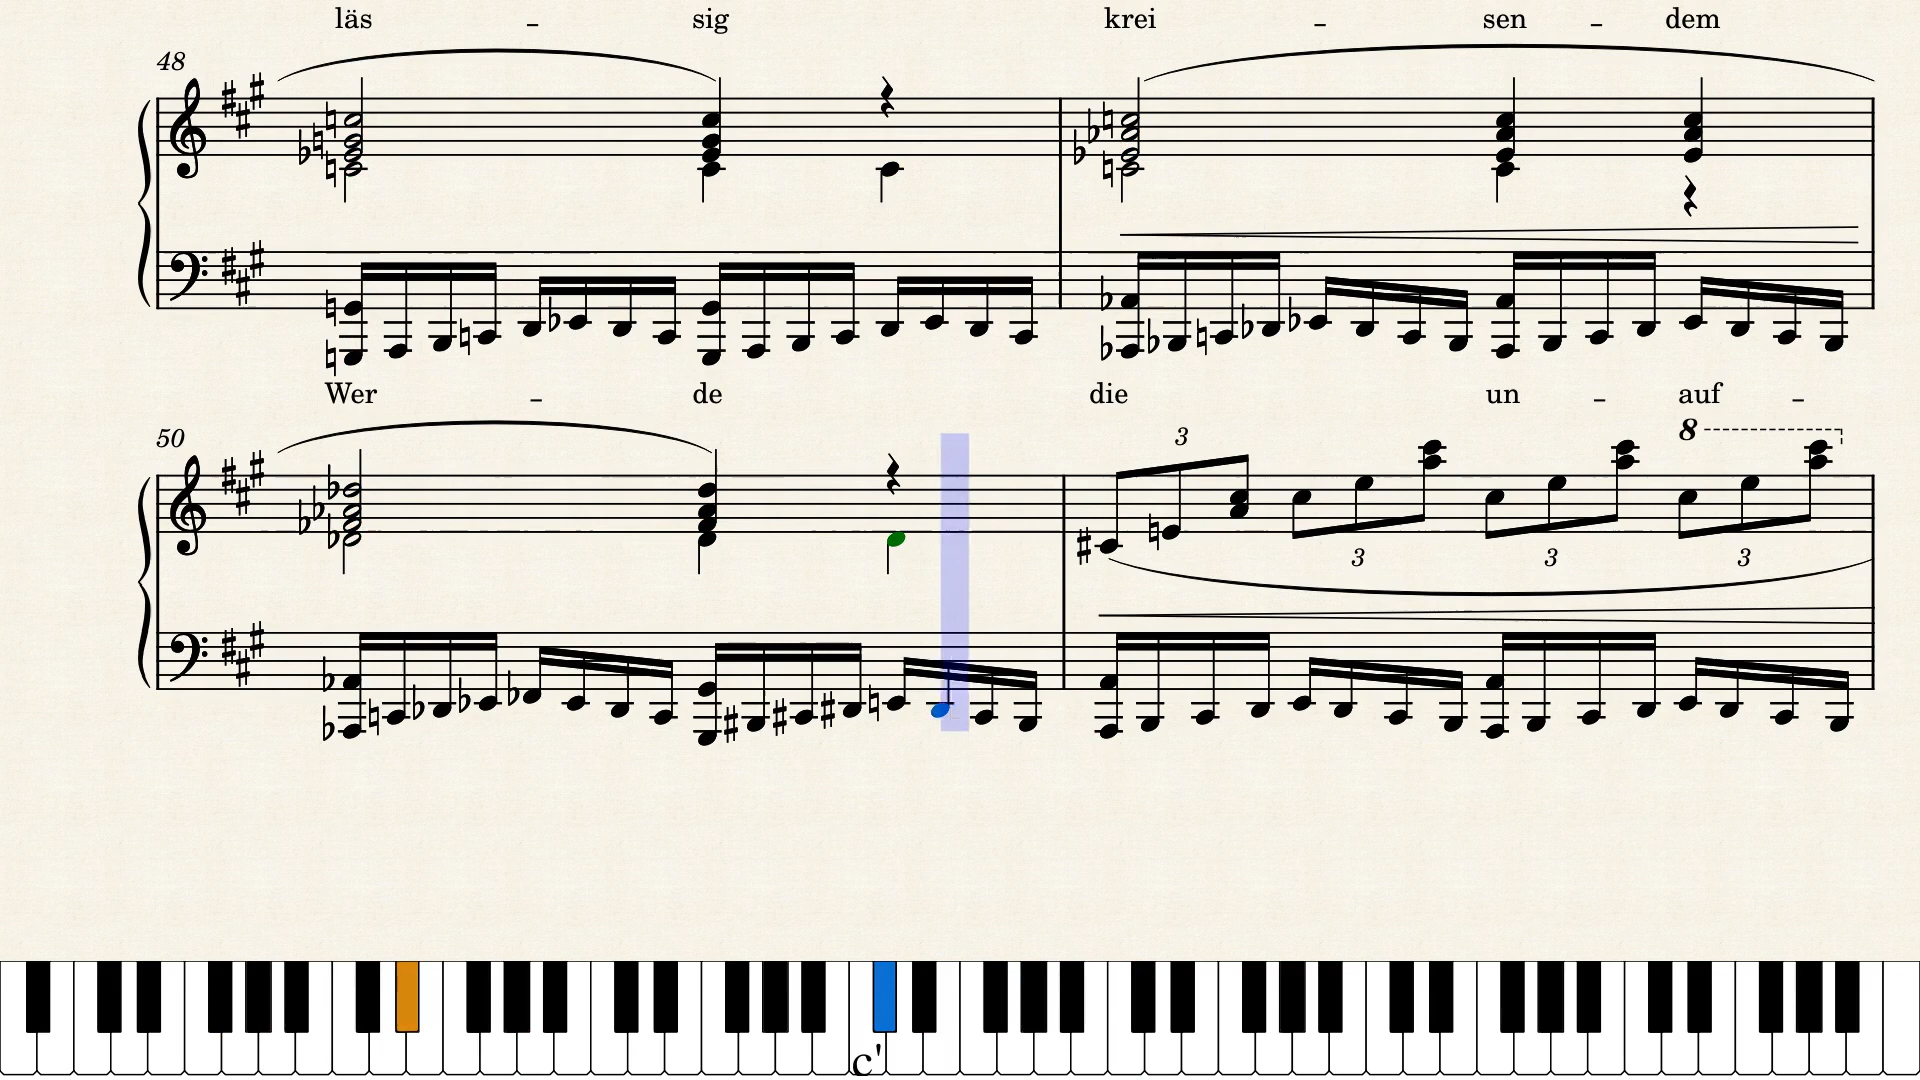 läs - sig krei - sen - dem
48
Wer - de die un - auf -
50
3 8
3 3 3
c'